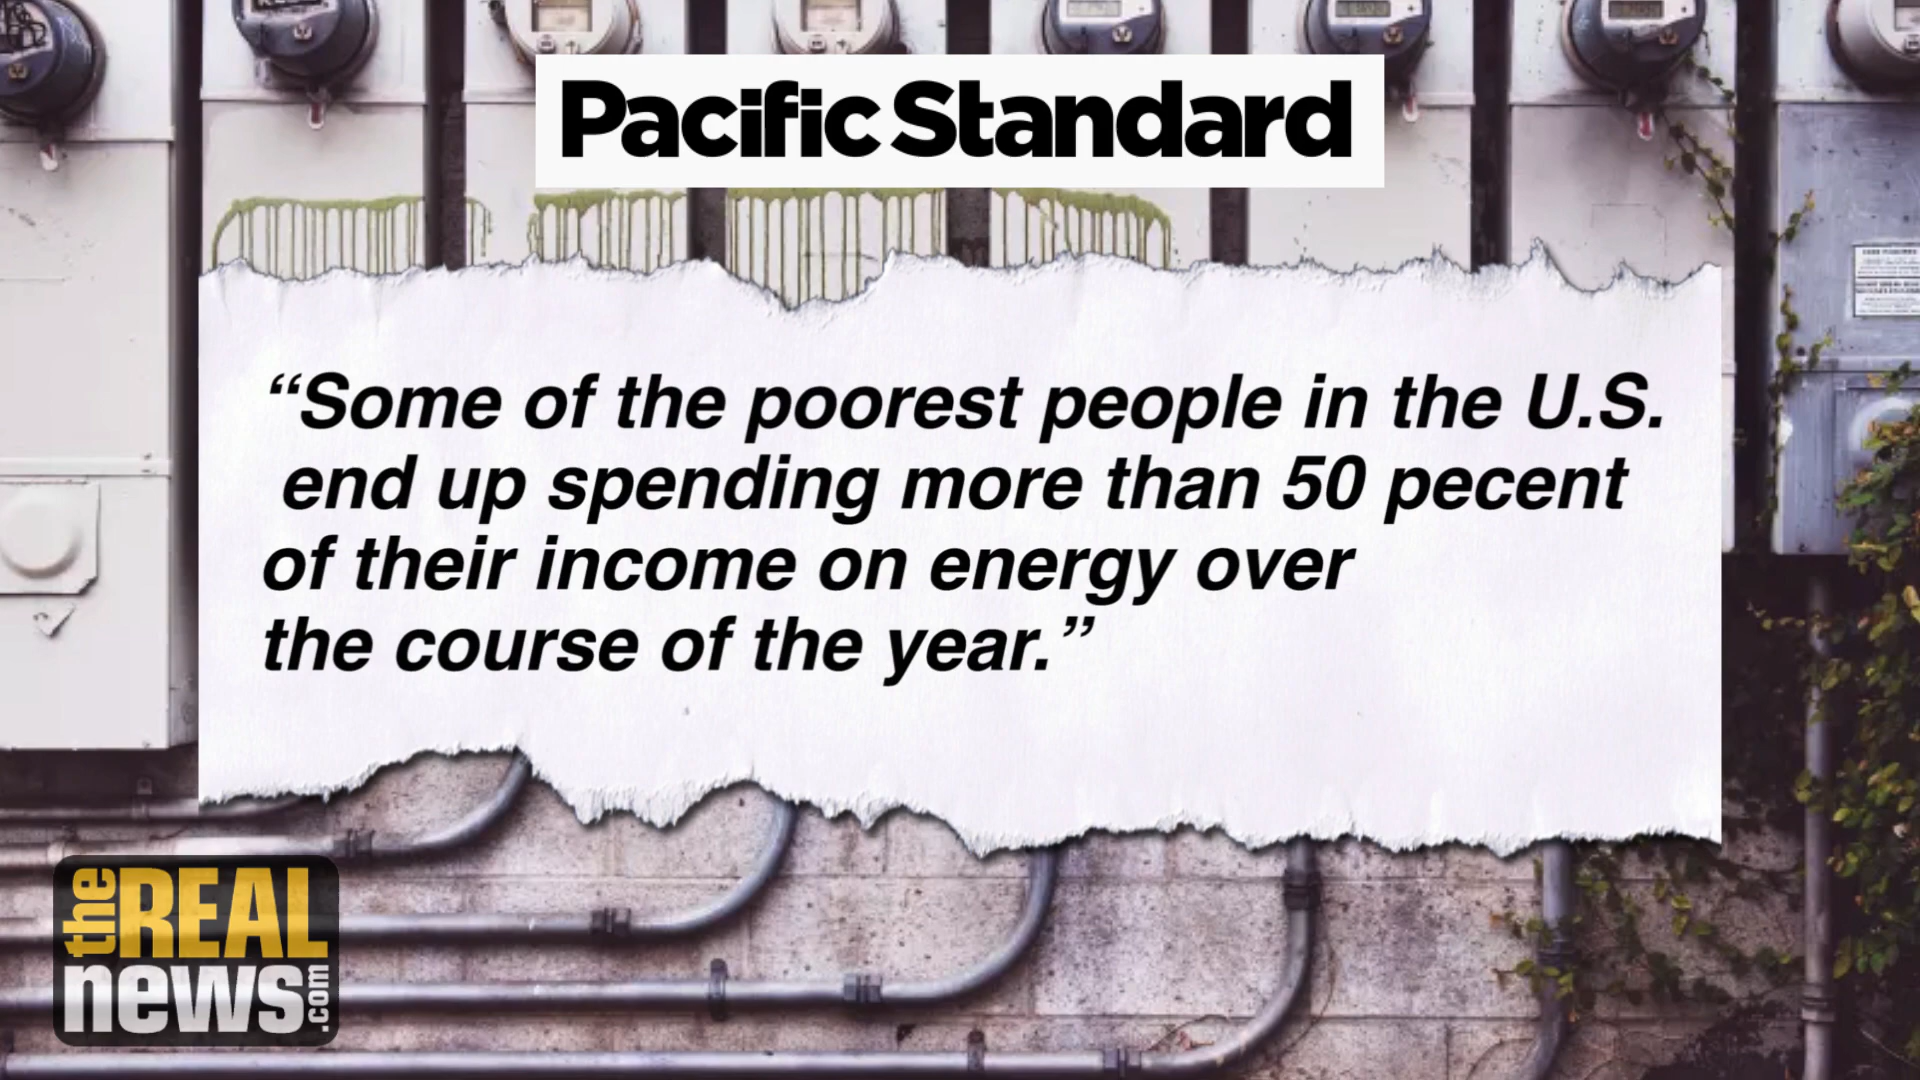 Pacific Standard
“Some of the poorest people in the U.S.
end up spending more than 50 pecent
of their income on energy over
the course of the year.”
the REAL
news.com